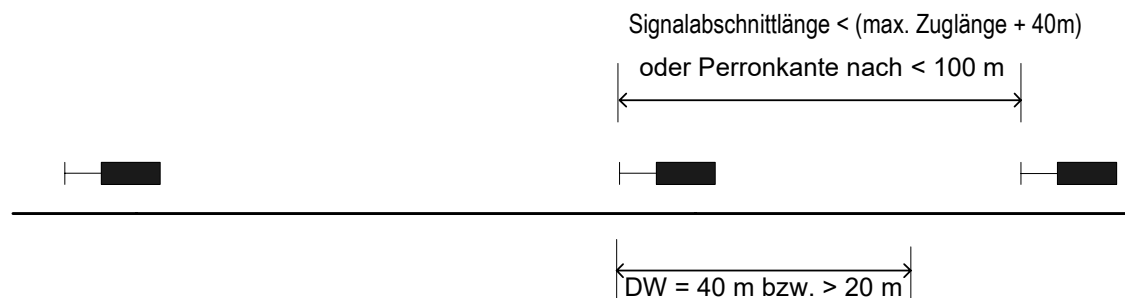 Signalabschnittlänge < (max. Zuglänge + 40m)
oder Perronkante nach < 100 m
DW = 40 m bzw. > 20 m